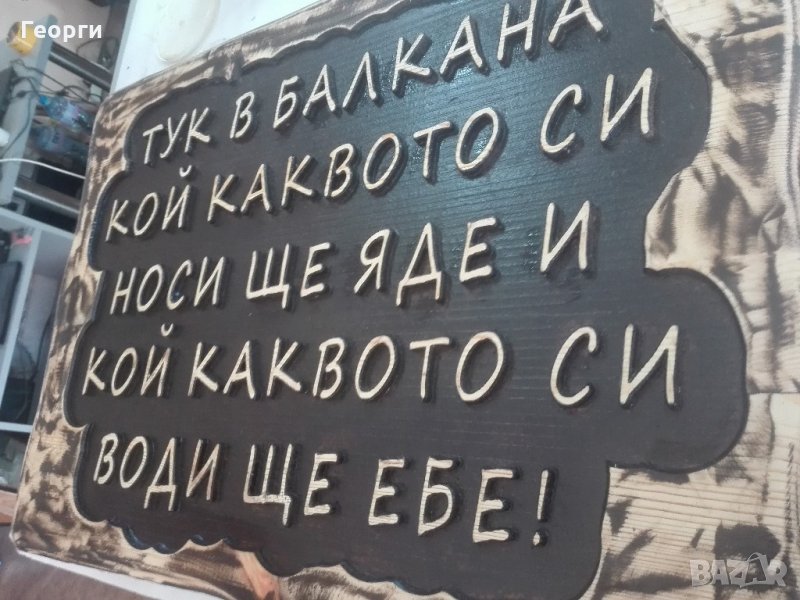 Георги
ТУК В БАЛКАНА
КОЙ КАКВОТО СИ
НОСИ ЩЕ ЯДЕ И
КОЙ КАКВОТО СИ
ВОДИ ЩЕ ЕБЕ!
BAZAR